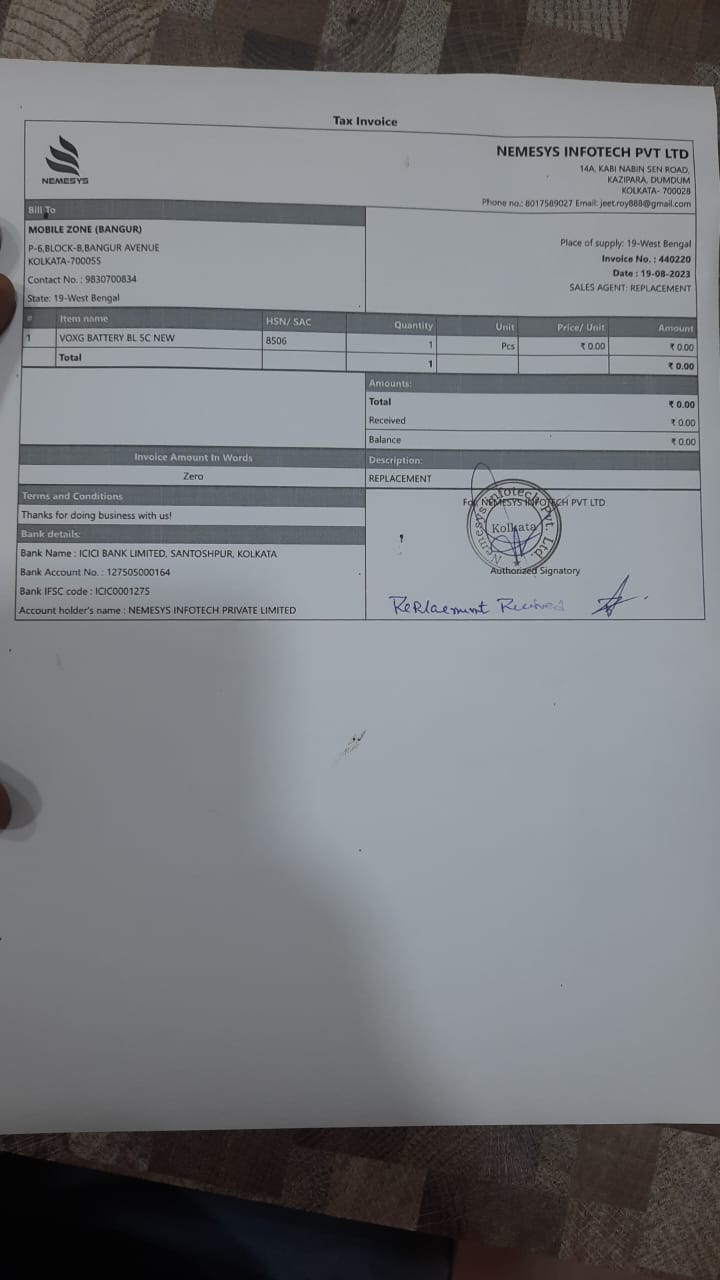 Tax Invoice
NEMESYS
NEMESYS INFOTECH PVT LTD
14A, KABI NABIN SEN ROAD,
KAZIPARA, DUMDUM
KOLKATA- 700028
Phone no.: 8017589027 Email: jeet.roy888@gmail.com
Bill To
MOBILE ZONE (BANGUR)
P-6,BLOCK-B,BANGUR AVENUE
KOLKATA-700055
Contact No. : 9830700834
State: 19-West Bengal
Place of supply: 19-West Bengal
Invoice No. : 440220
Date : 19-08-2023
SALES AGENT: REPLACEMENT
# Item name HSN/ SAC Quantity Unit Price/ Unit Amount
1 VOXG BATTERY BL 5C NEW 8506 1 Pcs ₹ 0.00 ₹ 0.00
Total 1 ₹ 0.00
Amounts:
Total ₹ 0.00
Received ₹ 0.00
Balance ₹ 0.00
Invoice Amount In Words
Zero
Description:
REPLACEMENT
Terms and Conditions
Thanks for doing business with us!
Bank details:
Bank Name : ICICI BANK LIMITED, SANTOSHPUR, KOLKATA
Bank Account No. : 127505000164
Bank IFSC code : ICIC0001275
Account holder's name : NEMESYS INFOTECH PRIVATE LIMITED
For, NEMESYS INFOTECH PVT LTD
Nemesys Infotech Pvt. Ltd.
Kolkata
Authorized Signatory
Replaemunt Recived